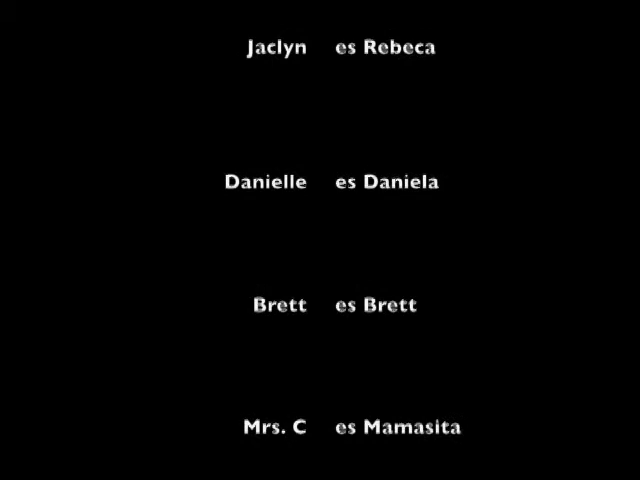 Jaclyn es Rebeca
Danielle es Daniela
Brett es Brett
Mrs. C es Mamasita